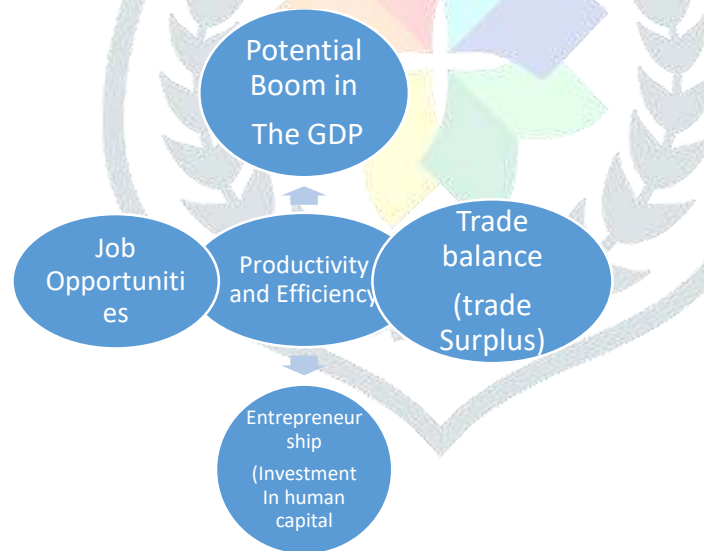 Potential
Boom in
The GDP
Job
Opportuniti
es
Productivity
and Efficiency
Trade
balance
(trade
Surplus)
Entrepreneur
ship
(Investment
In human
capital